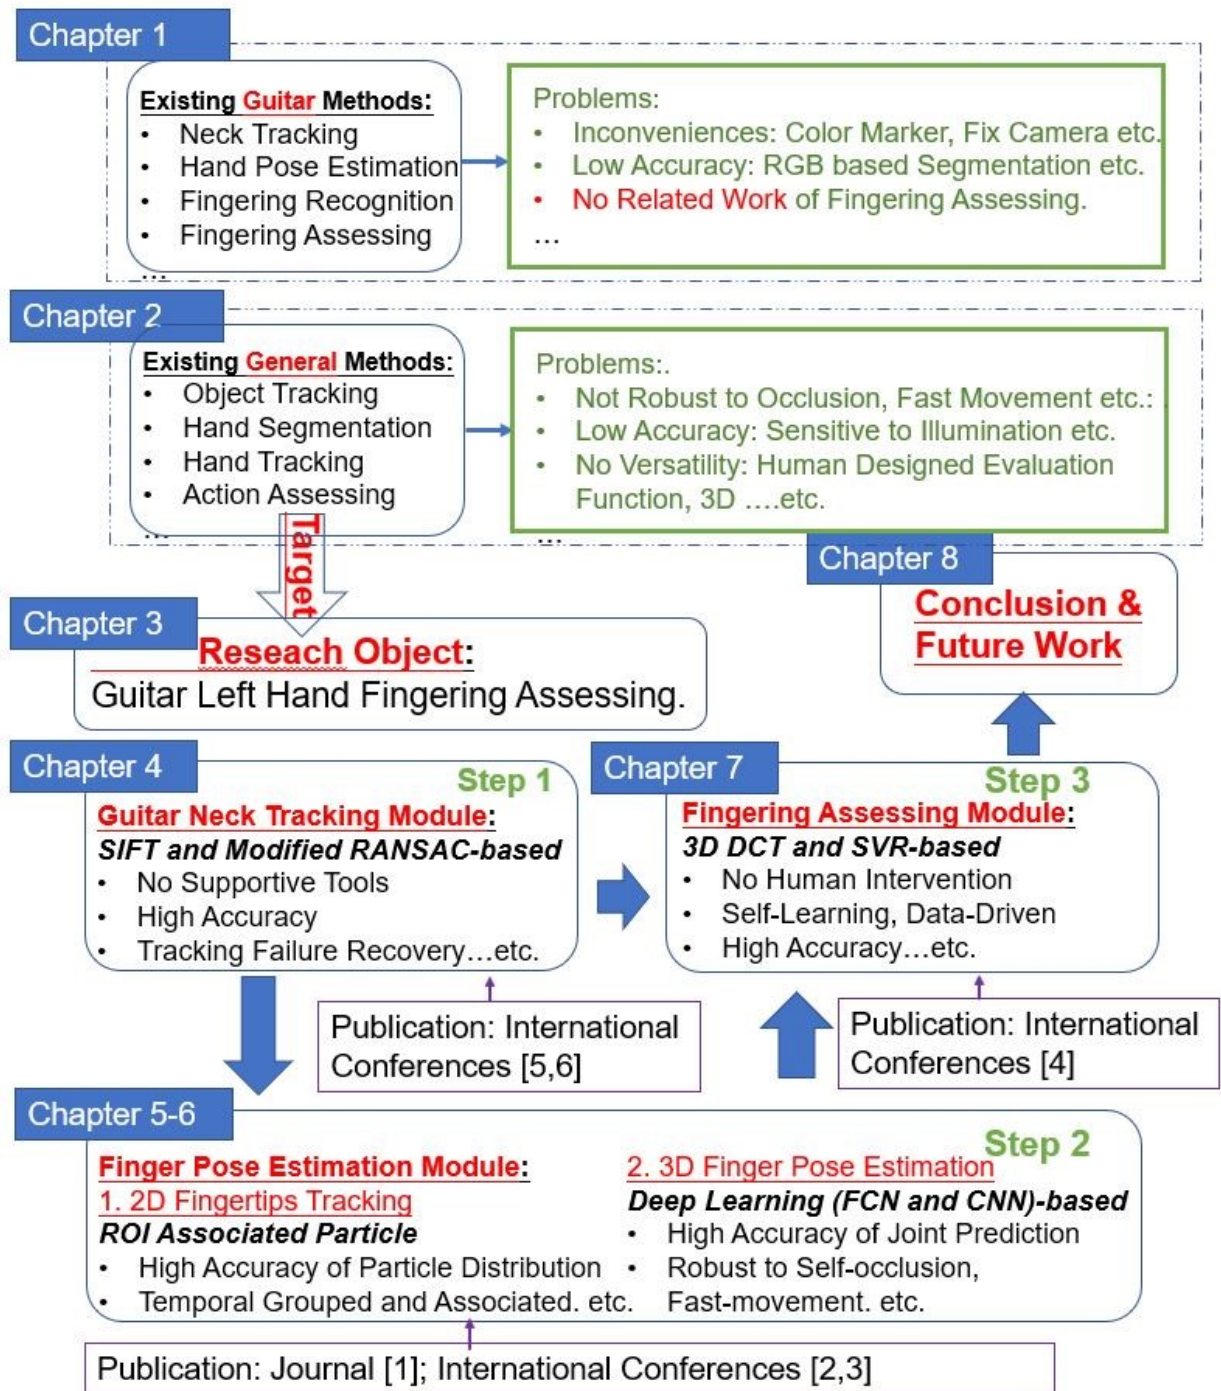 Chapter 1
Existing Guitar Methods:
• Neck Tracking
• Hand Pose Estimation
• Fingering Recognition
• Fingering Assessing
...
Problems:
• Inconveniences: Color Marker, Fix Camera etc.
• Low Accuracy: RGB based Segmentation etc.
• No Related Work of Fingering Assessing.
...
Chapter 2
Existing General Methods:
• Object Tracking
• Hand Segmentation
• Hand Tracking
• Action Assessing
...
Problems:.
• Not Robust to Occlusion, Fast Movement etc.:
• Low Accuracy: Sensitive to Illumination etc.
• No Versatility: Human Designed Evaluation
Function, 3D ....etc.
...
Target
Chapter 3
Reseach Object:
Guitar Left Hand Fingering Assessing.
Chapter 8
Conclusion &
Future Work
Chapter 4
Step 1
Guitar Neck Tracking Module:
SIFT and Modified RANSAC-based
• No Supportive Tools
• High Accuracy
• Tracking Failure Recovery...etc.
Publication: International
Conferences [5,6]
Chapter 7
Step 3
Fingering Assessing Module:
3D DCT and SVR-based
• No Human Intervention
• Self-Learning, Data-Driven
• High Accuracy...etc.
Publication: International
Conferences [4]
Chapter 5-6
Step 2
Finger Pose Estimation Module:
1. 2D Fingertips Tracking
ROI Associated Particle
• High Accuracy of Particle Distribution
• Temporal Grouped and Associated. etc.
2. 3D Finger Pose Estimation
Deep Learning (FCN and CNN)-based
• High Accuracy of Joint Prediction
• Robust to Self-occlusion,
Fast-movement. etc.
Publication: Journal [1]; International Conferences [2,3]